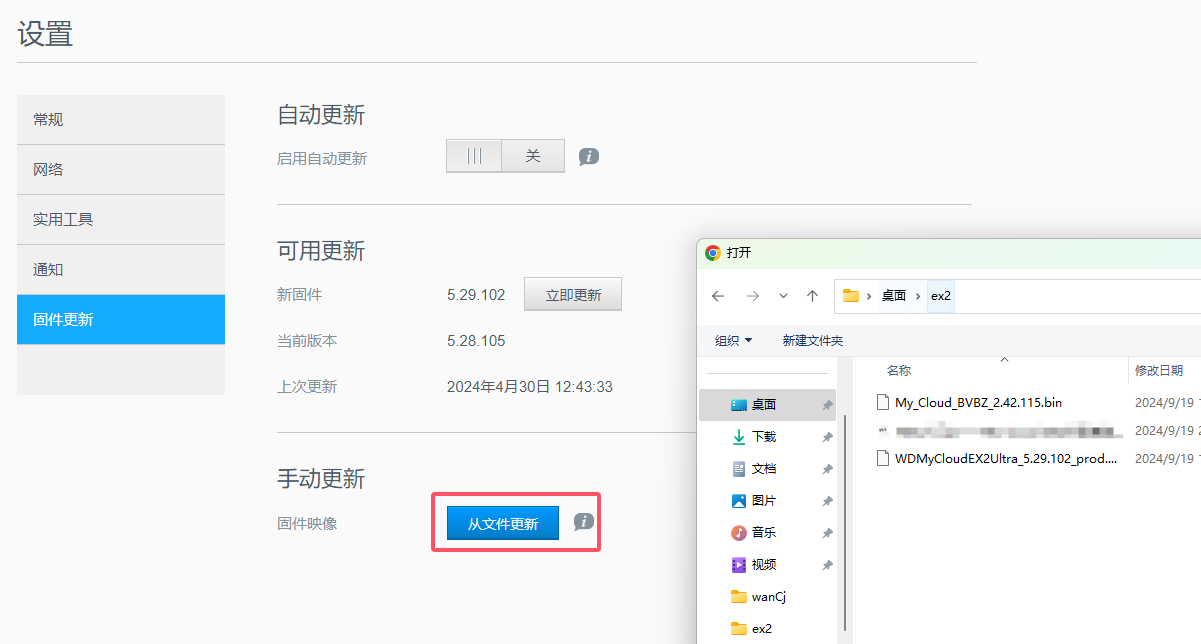 设置
常规
网络
实用工具
通知
固件更新
自动更新
启用自动更新
关
可用更新
新固件 5.29.102 立即更新
当前版本 5.28.105
上次更新 2024年4月30日 12:43:33
手动更新
固件映像 从文件更新
打开
桌面 ex2
组织 新建文件夹
名称 修改日期
桌面
下载
文档
图片
音乐
视频
wanCj
ex2
My_Cloud_BVBZ_2.42.115.bin 2024/9/19
2024/9/19
WDMyCloudEX2Ultra_5.29.102_prod.... 2024/9/19